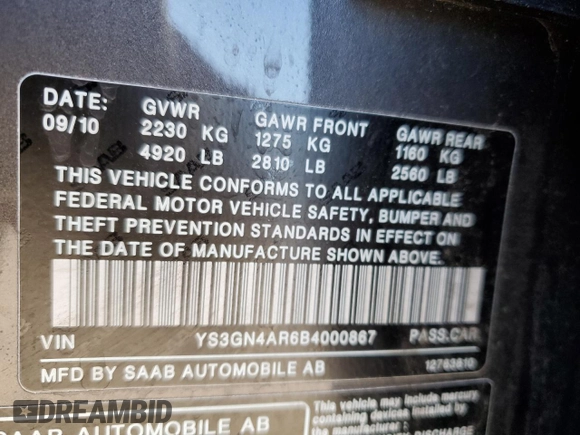 DATE: GVWR GAWR FRONT GAWR REAR
09/10 2230 KG 1275 KG 1160 KG
4920 LB 2810 LB 2560 LB
THIS VEHICLE CONFORMS TO ALL APPLICABLE
FEDERAL MOTOR VEHICLE SAFETY, BUMPER AND
THEFT PREVENTION STANDARDS IN EFFECT ON
THE DATE OF MANUFACTURE SHOWN ABOVE.
VIN YS3GN4AR6B4000867 PASS.CAR
MFD BY SAAB AUTOMOBILE AB
SAAB AUTOMOBILE AB
This vehicle may include mercury
containing devices installed by
the manufacturer:
DREAMBID